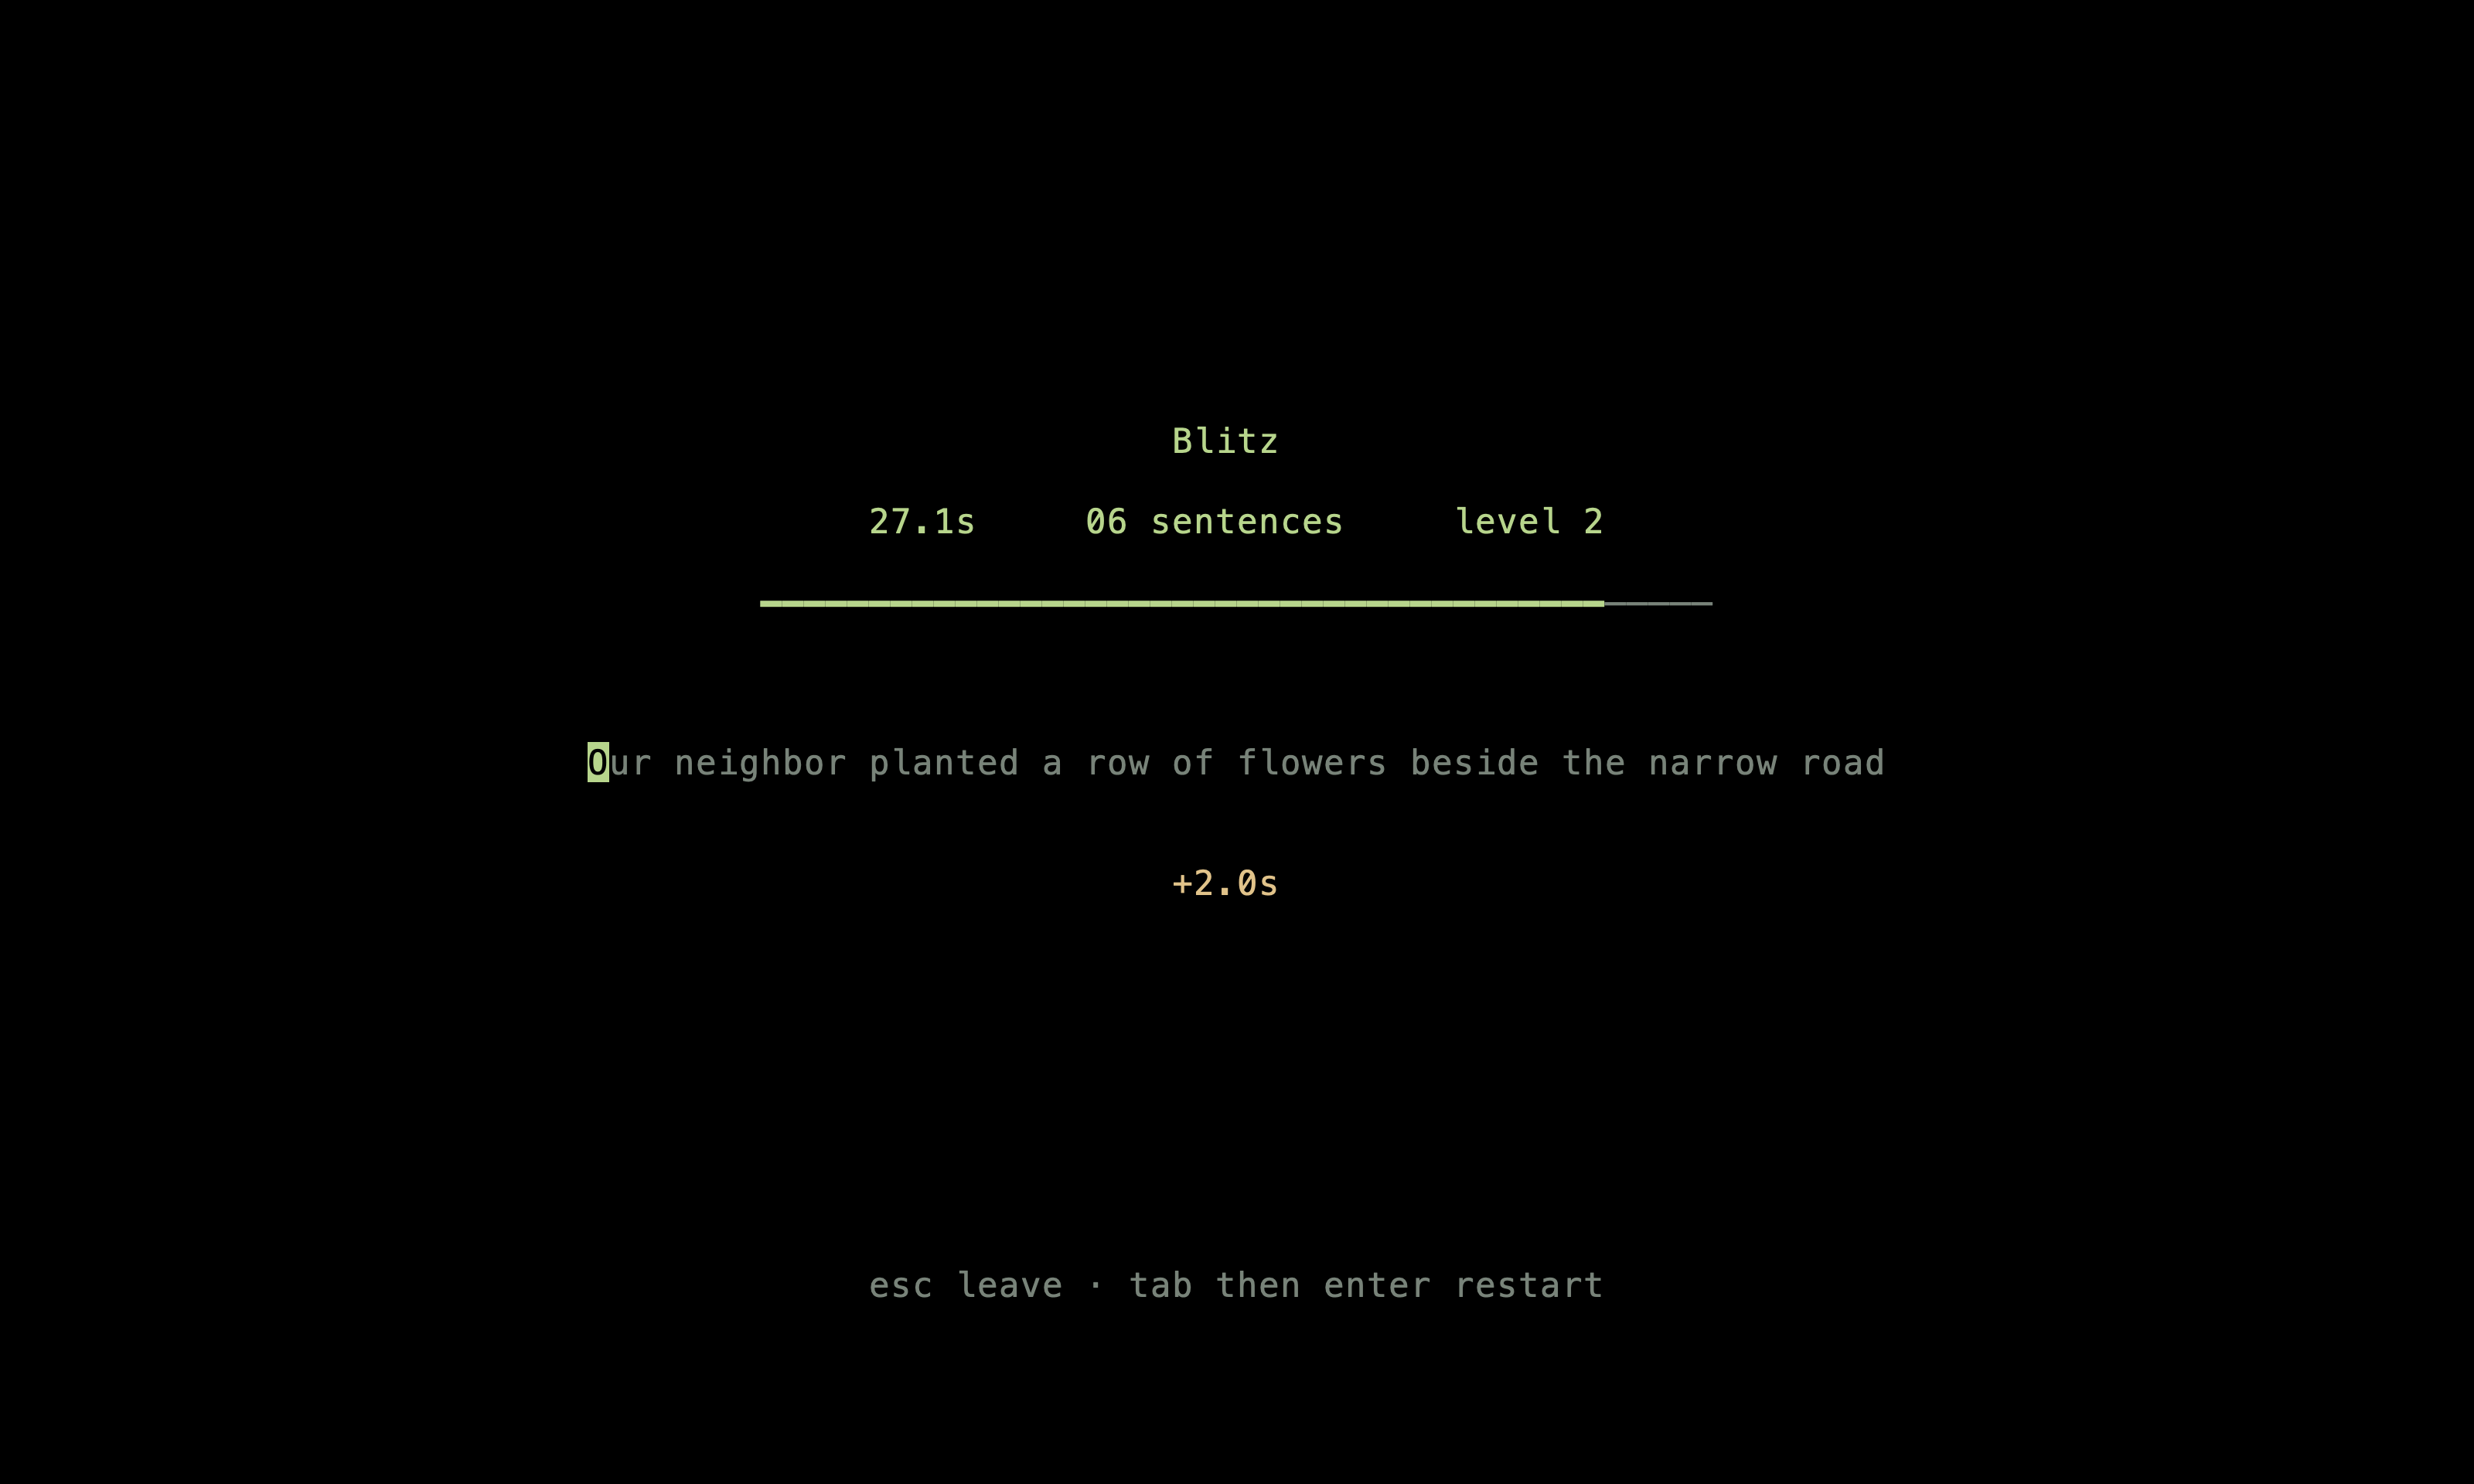 Blitz
27.1s 06 sentences level 2
Our neighbor planted a row of flowers beside the narrow road
+2.0s
esc leave · tab then enter restart